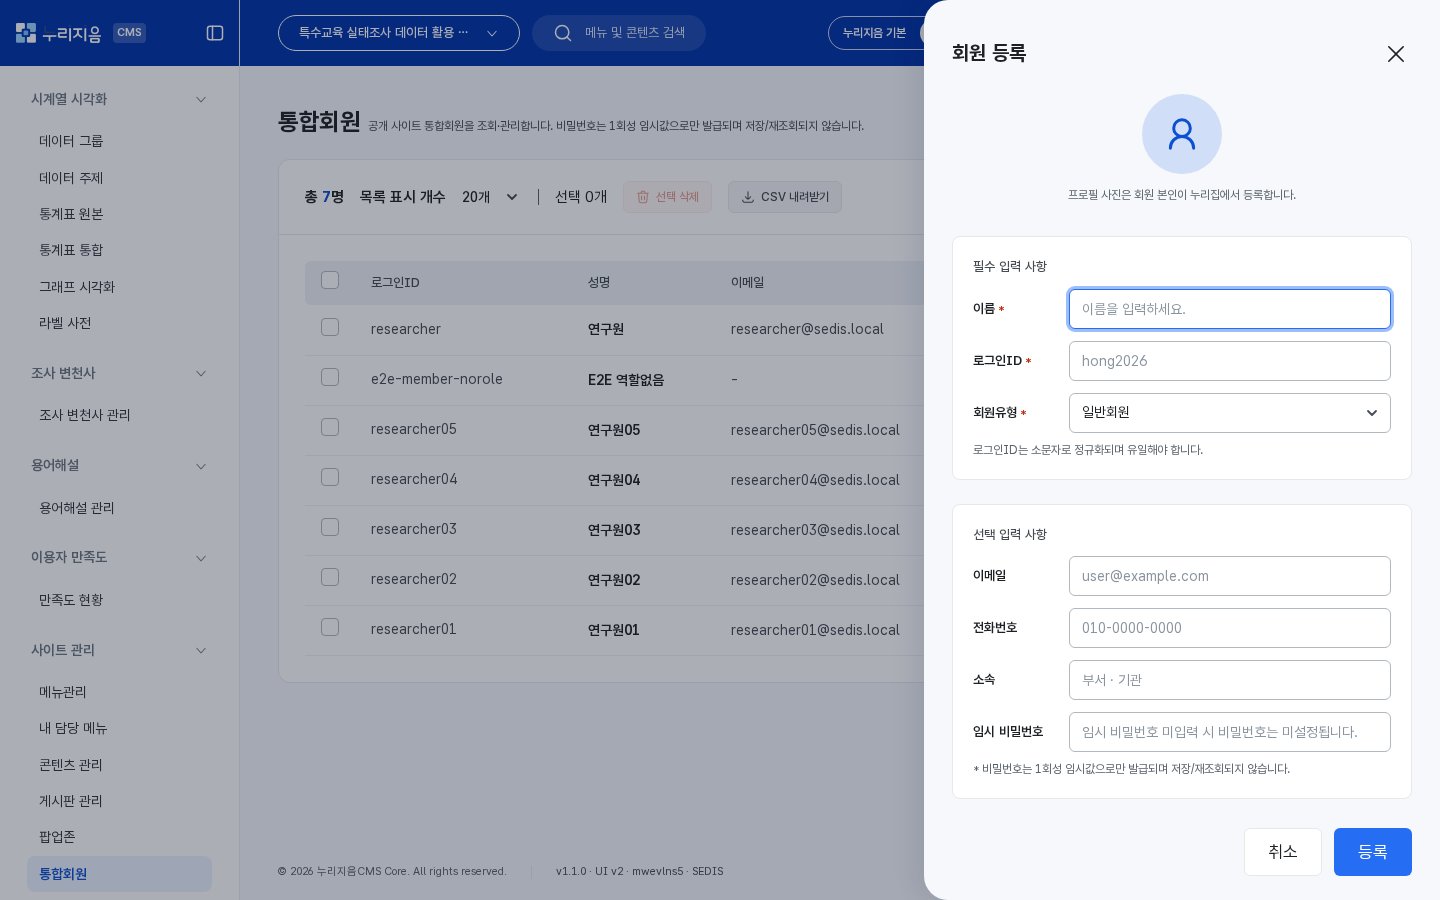 누리지음 CMS
특수교육 실태조사 데이터 활용 ···
메뉴 및 콘텐츠 검색
누리지음 기본
시계열 시각화
데이터 그룹
데이터 주제
통계표 원본
통계표 통합
그래프 시각화
라벨 사전
조사 변천사
조사 변천사 관리
용어해설
용어해설 관리
이용자 만족도
만족도 현황
사이트 관리
메뉴관리
내 담당 메뉴
콘텐츠 관리
게시판 관리
팝업존
통합회원
통합회원 공개 사이트 통합회원을 조회·관리합니다. 비밀번호는 1회성 임시값으로만 발급되며 저장/재조회되지 않습니다.
총 7명 목록 표시 개수 20개 선택 0개 선택 삭제 CSV 내려받기
로그인ID 성명 이메일
researcher 연구원 researcher@sedis.local
e2e-member-norole E2E 역할없음 -
researcher05 연구원05 researcher05@sedis.local
researcher04 연구원04 researcher04@sedis.local
researcher03 연구원03 researcher03@sedis.local
researcher02 연구원02 researcher02@sedis.local
researcher01 연구원01 researcher01@sedis.local
© 2026 누리지음CMS Core. All rights reserved. v1.1.0 · UI v2 · mwevlns5 · SEDIS
회원 등록
프로필 사진은 회원 본인이 누리집에서 등록합니다.
필수 입력 사항
이름 * 이름을 입력하세요.
로그인ID * hong2026
회원유형 * 일반회원
로그인ID는 소문자로 정규화되며 유일해야 합니다.
선택 입력 사항
이메일 user@example.com
전화번호 010-0000-0000
소속 부서 · 기관
임시 비밀번호 임시 비밀번호 미입력 시 비밀번호는 미설정됩니다.
* 비밀번호는 1회성 임시값으로만 발급되며 저장/재조회되지 않습니다.
취소 등록